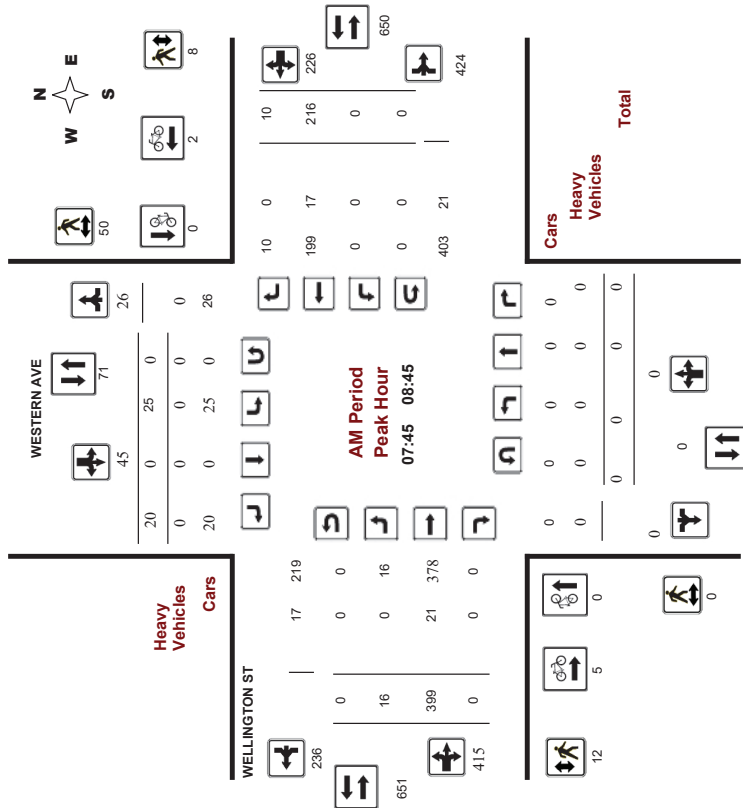 N
W E
S
50
8
0
2
WESTERN AVE
45
71
26
20 0 25 0
0 0 0 0 0
20 0 25 0 26
Heavy
Vehicles
Cars
WELLINGTON ST
236
651
415
17 219
0 0 0
16 0 16
399 21 378
0 0 0
AM Period
Peak Hour
07:45 08:45
226
650
424
10 0 10
199 17 216
0 0 0
0 0 0
403 21
0 0 0 0 0
0 0 0 0 0
0 0 0 0
0
0
0
Cars
Heavy
Vehicles
Total
12
5
0
0